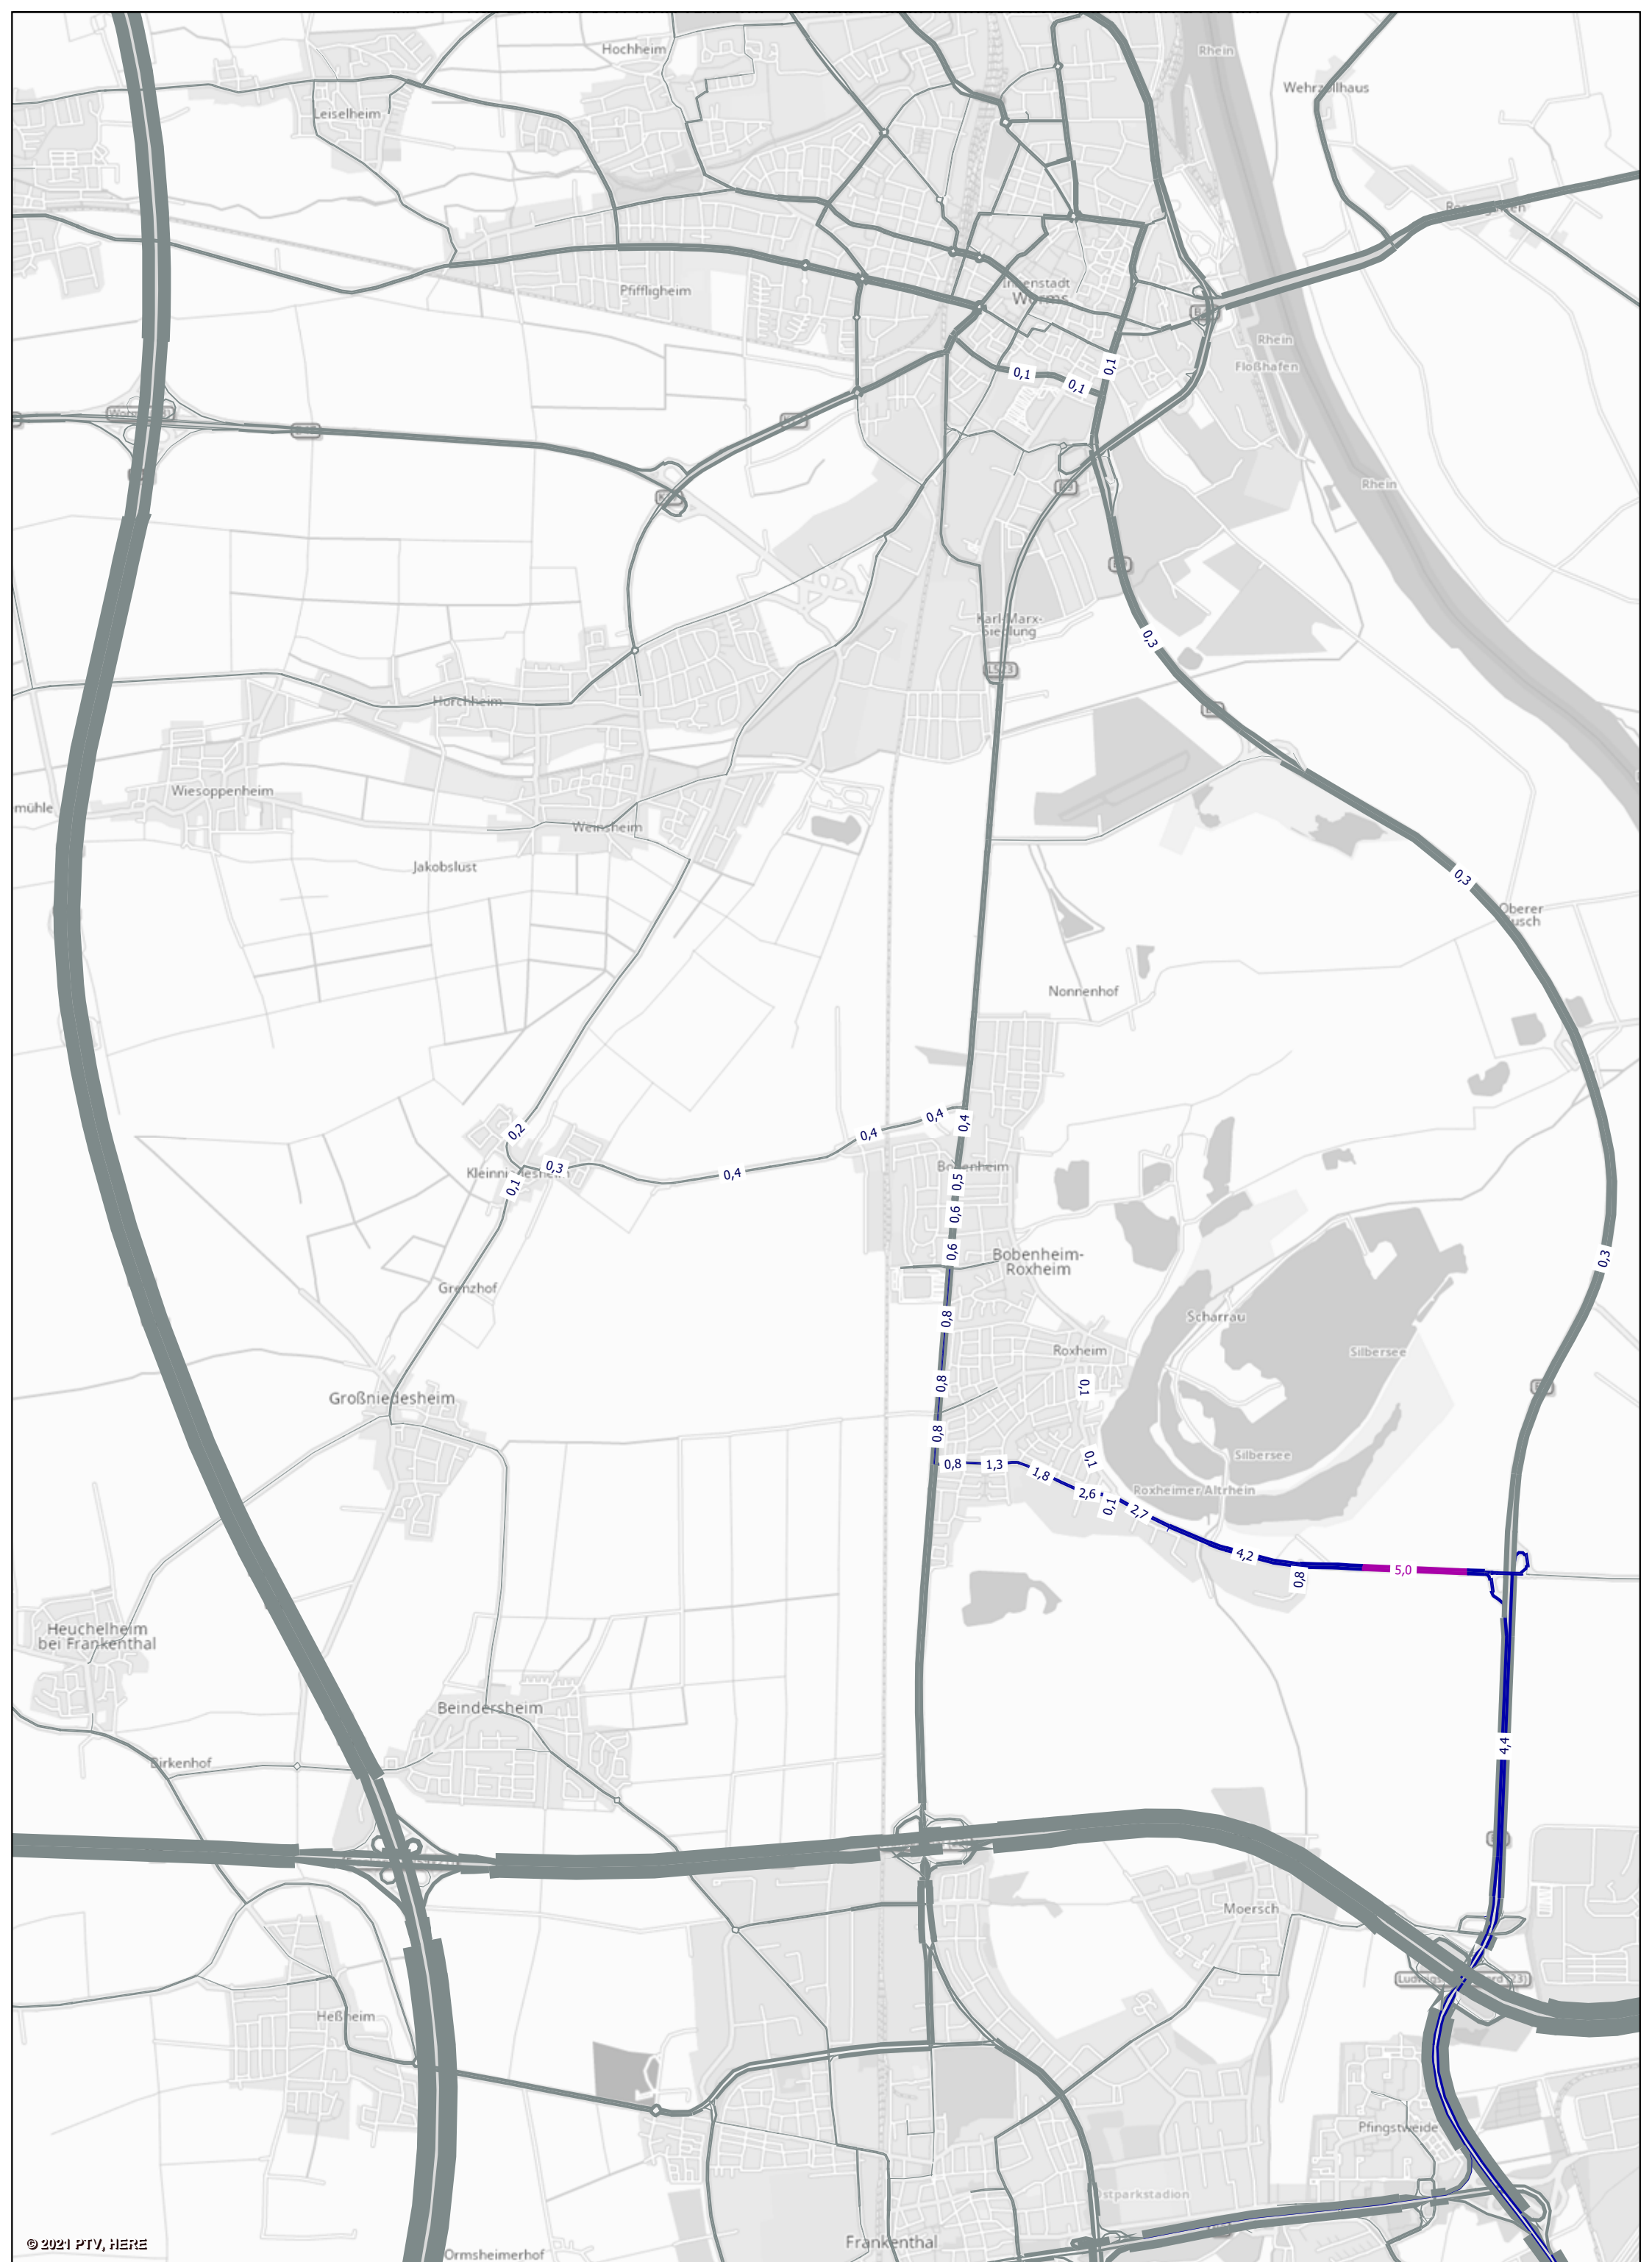 Hochheim
Rhein
Wehrzollhaus
Leiselheim
Pfiffligheim
Worms
Rhein
Floßhafen
0,1
0,1
0,1
Rhein
Karl-Marx-
Siedlung
0,3
Horchheim
Wiesoppenheim
mühle
Weinsheim
Jakobslust
0,3
Oberer
Busch
Nonnenhof
0,4
0,4
0,4
0,2
0,3
0,4
Kleinniedesheim
0,1
Bobenheim
0,5
0,6
0,6
Bobenheim-
Roxheim
0,3
Grenzhof
0,8
Scharrau
Roxheim
Silbersee
0,8
0,1
Großniedesheim
0,8
Silbersee
0,1
0,8
1,3
1,8
2,6
0,1
2,7
Roxheimer Altrhein
4,2
0,8
5,0
Heuchelheim
bei Frankenthal
Beindersheim
4,4
Birkenhof
Moersch
Heßheim
Pfingstweide
Ostparkstadion
Frankenthal
Ormsheimerhof
© 2021 PTV, HERE